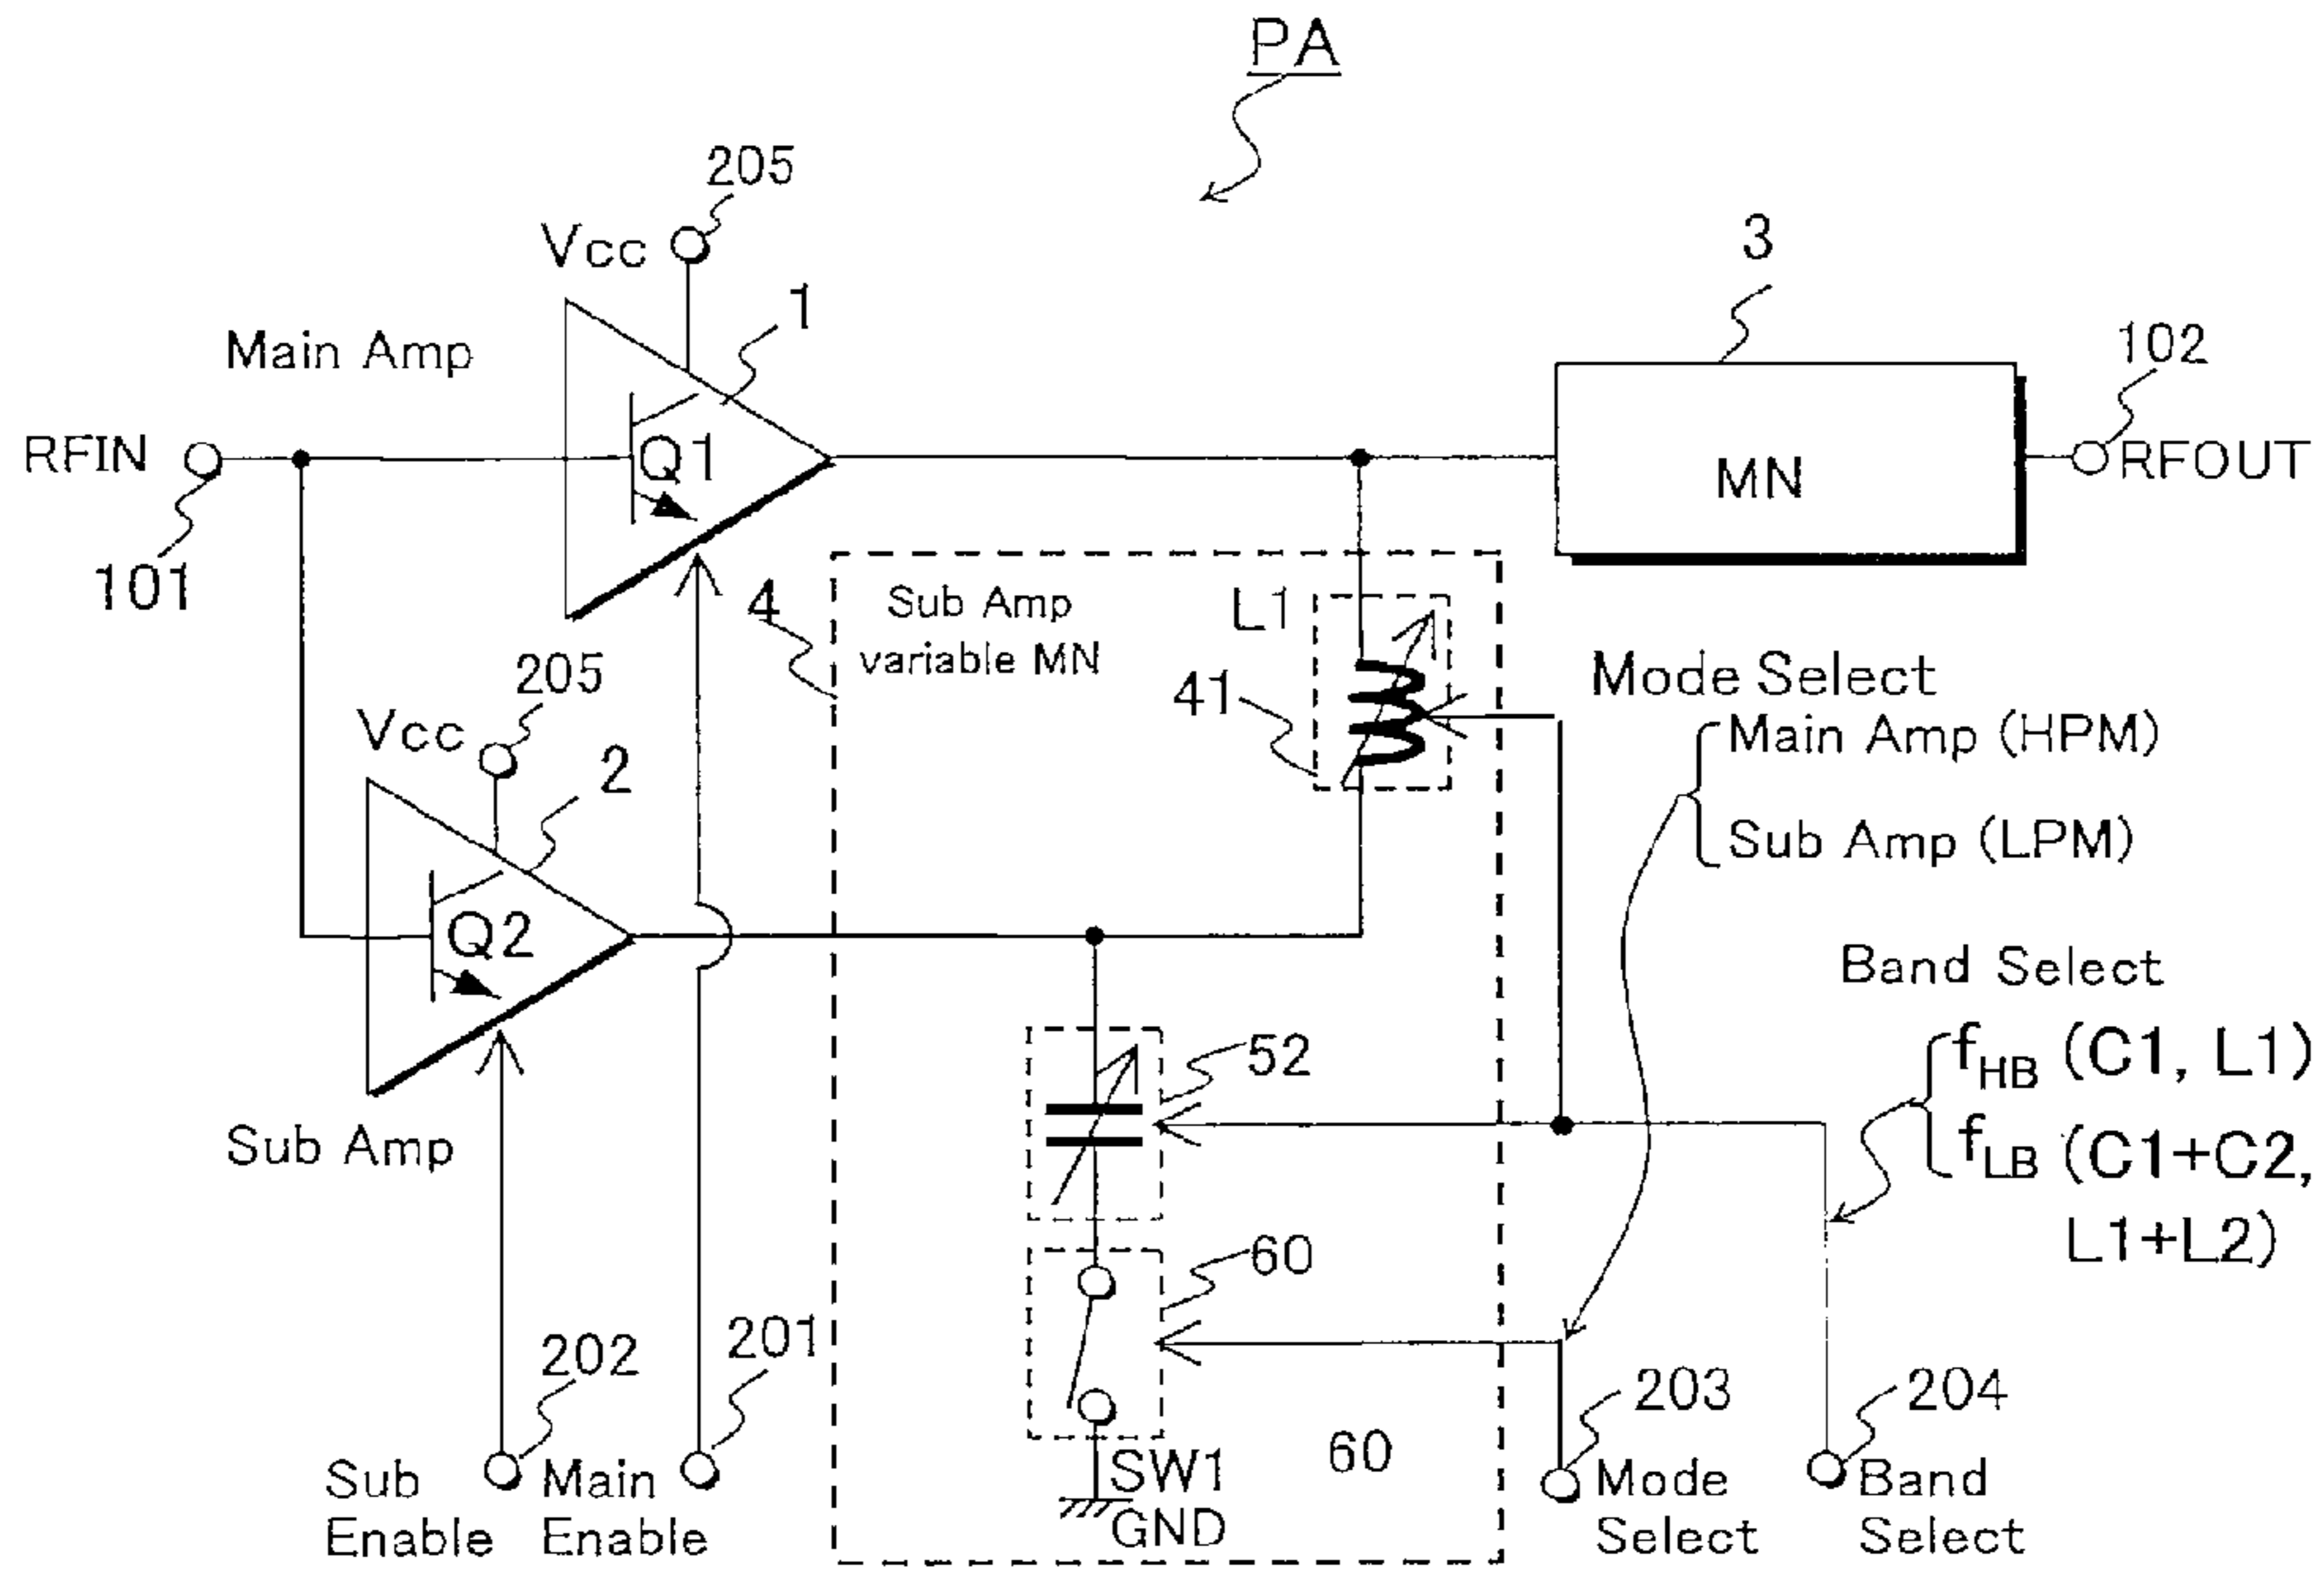 PA
205
Vcc
1
Main Amp
3
102
RFIN
Q1
MN
RFOUT
101
4
Sub Amp
variable MN
L1
205
Vcc
2
41
Mode Select
Main Amp (HPM)
Sub Amp (LPM)
Q2
Band Select
52
fHB (C1, L1)
fLB (C1+C2,
L1+L2)
Sub Amp
60
202
201
203
204
Sub
Enable
Main
Enable
SW1
GND
60
Mode
Select
Band
Select